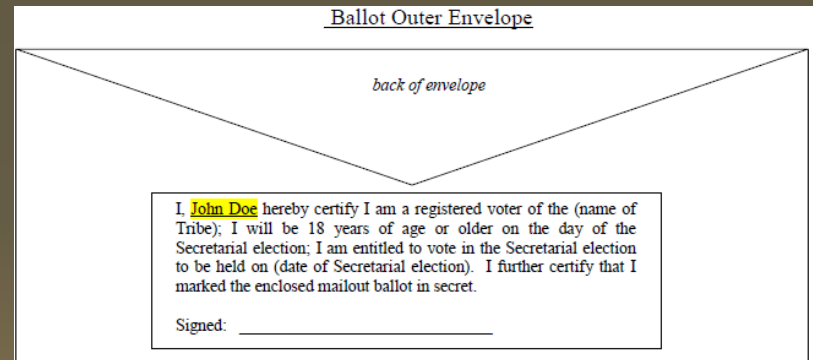 Ballot Outer Envelope
back of envelope
I, John Doe hereby certify I am a registered voter of the (name of
Tribe); I will be 18 years of age or older on the day of the
Secretarial election; I am entitled to vote in the Secretarial election
to be held on (date of Secretarial election). I further certify that I
marked the enclosed mailout ballot in secret.
Signed: ____________________